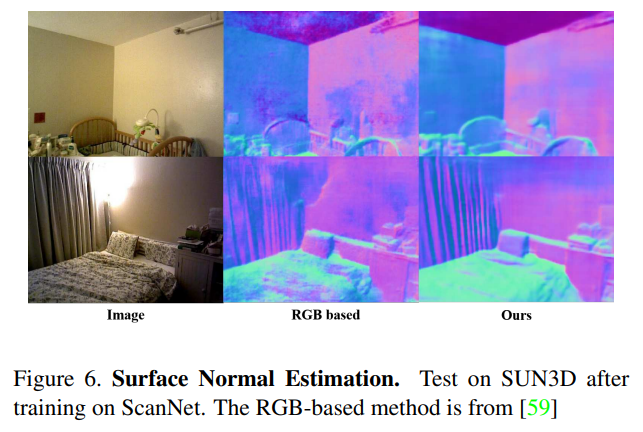 Image RGB based Ours
Figure 6. Surface Normal Estimation. Test on SUN3D after
training on ScanNet. The RGB-based method is from [59]